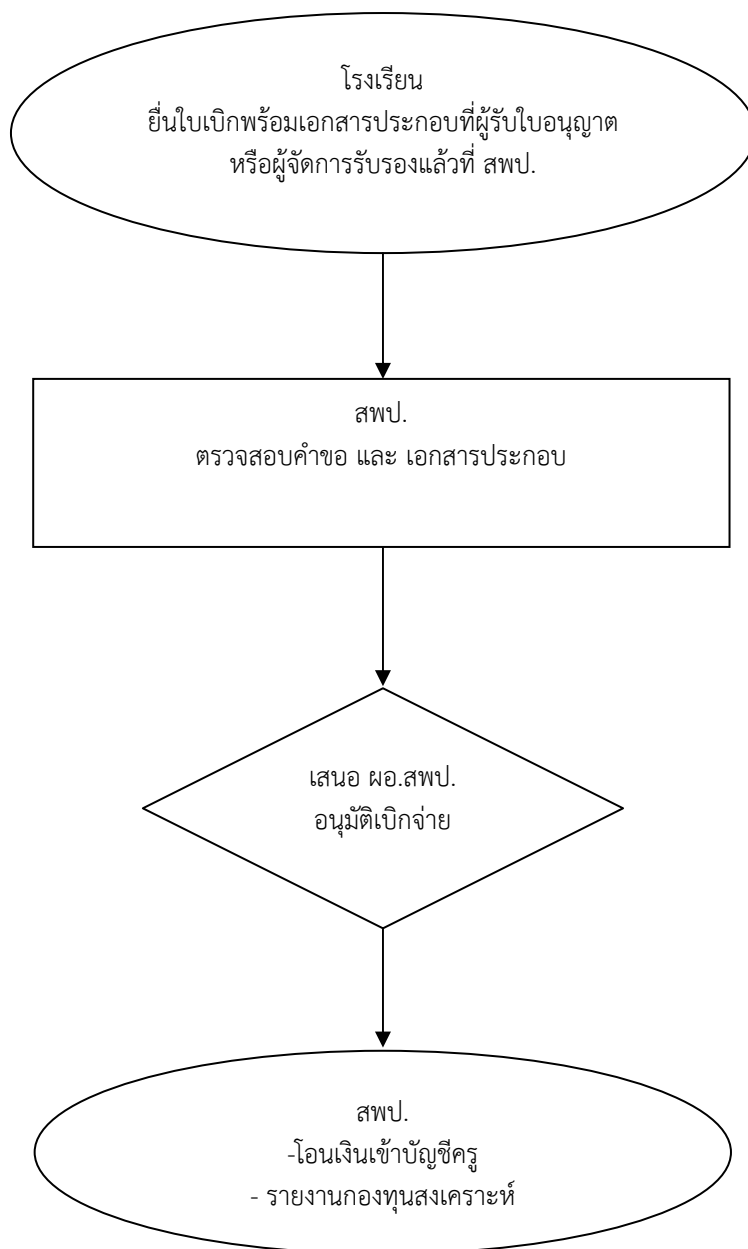 โรงเรียน
ยื่นใบเบิกพร้อมเอกสารประกอบที่ผู้รับใบอนุญาต
หรือผู้จัดการรับรองแล้วที่ สพป.
สพป.
ตรวจสอบคำขอ และ เอกสารประกอบ
เสนอ ผอ.สพป.
อนุมัติเบิกจ่าย
สพป.
-โอนเงินเข้าบัญชีครู
- รายงานกองทุนสงเคราะห์